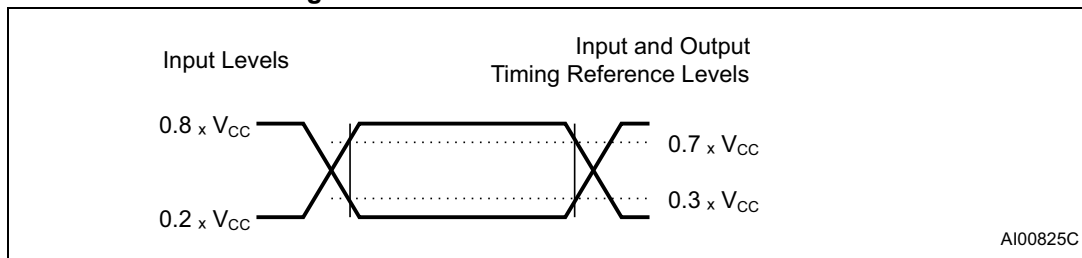 Input Levels
Input and Output
Timing Reference Levels
0.8 x VCC
0.7 x VCC
0.3 x VCC
0.2 x VCC
AI00825C